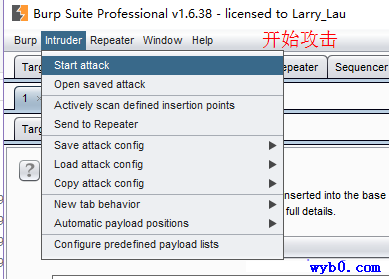 Burp Suite Professional v1.6.38 - licensed to Larry_Lau
Burp Intruder Repeater Window Help
开始攻击
Start attack
Open saved attack
Actively scan defined insertion points
Send to Repeater
Save attack config
Load attack config
Copy attack config
New tab behavior
Automatic payload positions
Configure predefined payload lists
Sequencer
1
?
nserted into the base
full details.
wyb0.com